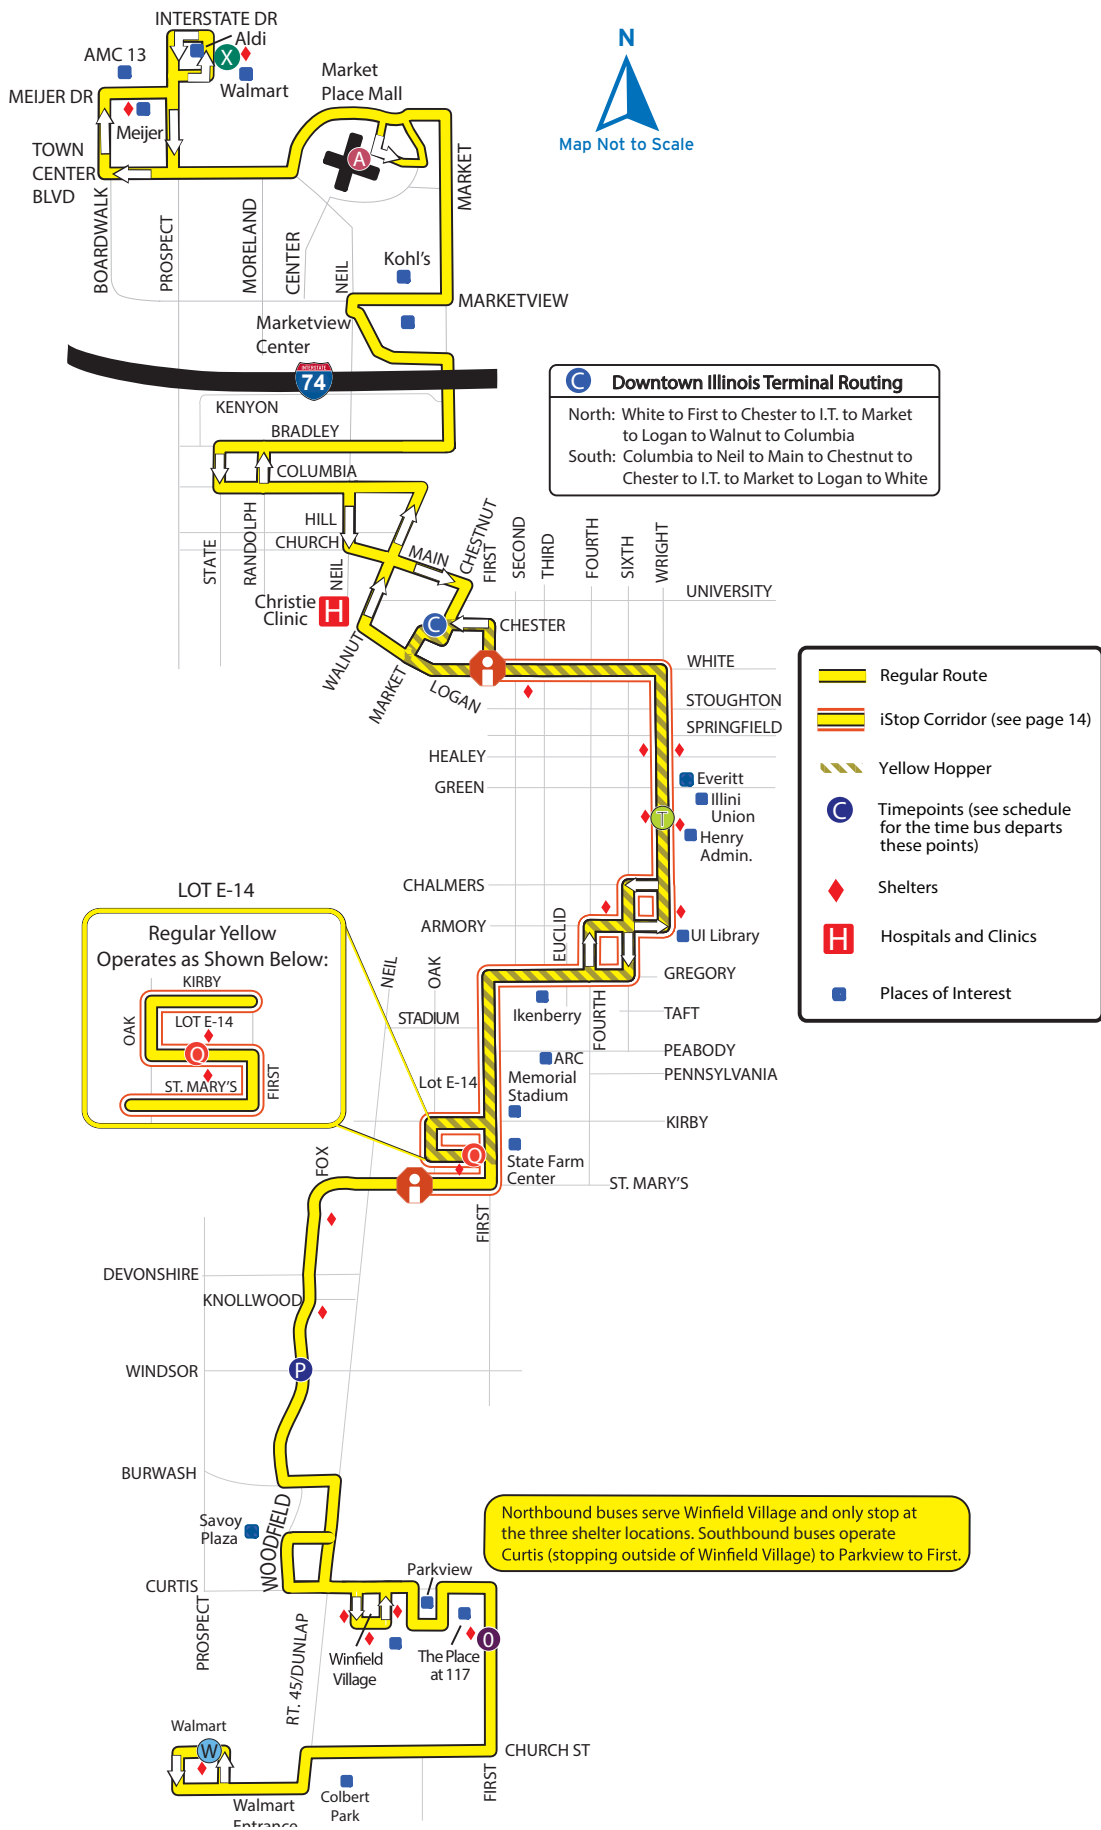 INTERSTATE DR
Aldi
AMC 13
X
Walmart
MEIJER DR
Meijer
Market
Place Mall
A
N
Map Not to Scale
TOWN
CENTER
BLVD
BOARDWALK
PROSPECT
MORELAND
CENTER
NEIL
MARKET
Kohl's
MARKETVIEW
Marketview
Center
INTERSTATE
74
KENYON
BRADLEY
COLUMBIA
C Downtown Illinois Terminal Routing
North: White to First to Chester to I.T. to Market
to Logan to Walnut to Columbia
South: Columbia to Neil to Main to Chestnut to
Chester to I.T. to Market to Logan to White
STATE
RANDOLPH
HILL
CHURCH
NEIL
MAIN
CHESTNUT
FIRST
SECOND
THIRD
FOURTH
SIXTH
WRIGHT
UNIVERSITY
Christie
Clinic
H
C
CHESTER
WALNUT
MARKET
LOGAN
WHITE
STOUGHTON
SPRINGFIELD
HEALEY
GREEN
Everitt
Illini
Union
T
Henry
Admin.
CHALMERS
ARMORY
UI Library
EUCLID
NEIL
OAK
GREGORY
Ikenberry
FOURTH
TAFT
STADIUM
PEABODY
ARC
PENNSYLVANIA
Lot E-14
Memorial
Stadium
KIRBY
O
State Farm
Center
ST. MARY'S
FIRST
Regular Route
iStop Corridor (see page 14)
Yellow Hopper
C Timepoints (see schedule
for the time bus departs
these points)
Shelters
H Hospitals and Clinics
Places of Interest
LOT E-14
Regular Yellow
Operates as Shown Below:
KIRBY
OAK
LOT E-14
O
ST. MARY'S
FIRST
FOX
DEVONSHIRE
KNOLLWOOD
WINDSOR
P
BURWASH
WOODFIELD
Savoy
Plaza
CURTIS
PROSPECT
RT. 45/DUNLAP
Northbound buses serve Winfield Village and only stop at
the three shelter locations. Southbound buses operate
Curtis (stopping outside of Winfield Village) to Parkview to First.
Parkview
Winfield
Village
The Place
at 117
0
Walmart
W
CHURCH ST
FIRST
Colbert
Park
Walmart
Entrance